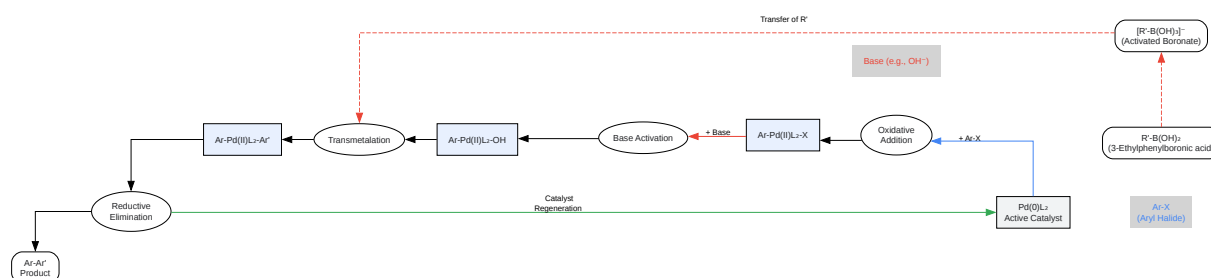 Transfer of R'
[R'-B(OH)₃]⁻
(Activated Boronate)
Base (e.g., OH⁻)
Ar-Pd(II)L₂-Ar'
Transmetalation
Ar-Pd(II)L₂-OH
Base Activation
+ Base
Ar-Pd(II)L₂-X
Oxidative
Addition
+ Ar-X
R'-B(OH)₂
(3-Ethylphenylboronic acid)
Reductive
Elimination
Catalyst
Regeneration
Pd(0)L₂
Active Catalyst
Ar-X
(Aryl Halide)
Ar-Ar'
Product